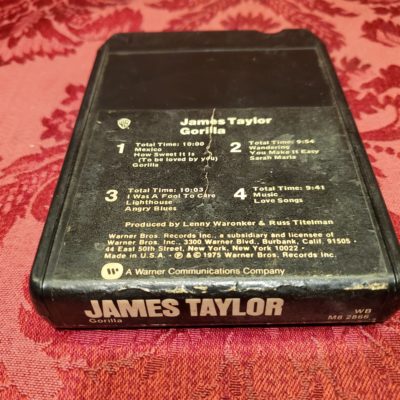 James Taylor
Gorilla
1 Total Time: 10:00
Mexico
How Sweet It Is
(To be loved by you)
Gorilla
2 Total Time: 9:54
Wandering
You Make It Easy
Sarah Maria
3 Total Time: 10:03
I Was A Fool To Care
Lighthouse
Angry Blues
4 Total Time: 9:41
Music
Love Songs
Produced by Lenny Waronker & Russ Titelman
Warner Bros. Records Inc., a subsidiary and licensee of
Warner Bros. Inc., 3300 Warner Blvd., Burbank, Calif. 91505 •
44 East 50th Street, New York, New York 10022 •
Made in U.S.A. • ℗ & © 1975 Warner Bros. Records Inc.
A Warner Communications Company
JAMES TAYLOR
Gorilla
WB
M8 2866